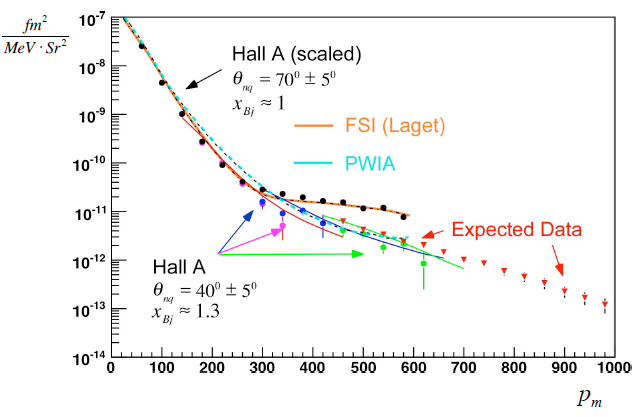 fm²
MeV · Sr²
10⁻⁷
10⁻⁸
10⁻⁹
10⁻¹⁰
10⁻¹¹
10⁻¹²
10⁻¹³
10⁻¹⁴
Hall A (scaled)
θₙq = 70⁰ ± 5⁰
x_Bj ≈ 1
FSI (Laget)
PWIA
Expected Data
Hall A
θₙq = 40⁰ ± 5⁰
x_Bj ≈ 1.3
0 100 200 300 400 500 600 700 800 900 1000
pₘ